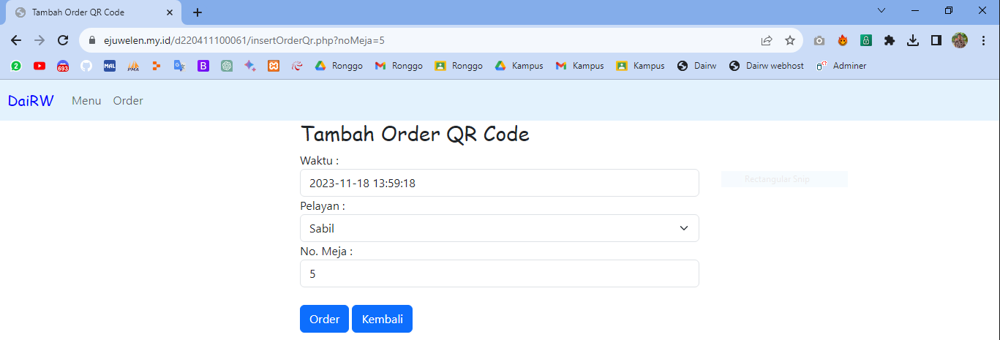 Tambah Order QR Code
ejuwelen.my.id/d220411100061/insertOrderQr.php?noMeja=5
2 693 MAL PMA B Ronggo Ronggo Ronggo Kampus Kampus Kampus Dairw Dairw webhost Adminer
DaiRW Menu Order
Tambah Order QR Code
Waktu :
2023-11-18 13:59:18
Rectangular Snip
Pelayan :
Sabil
No. Meja :
5
Order Kembali